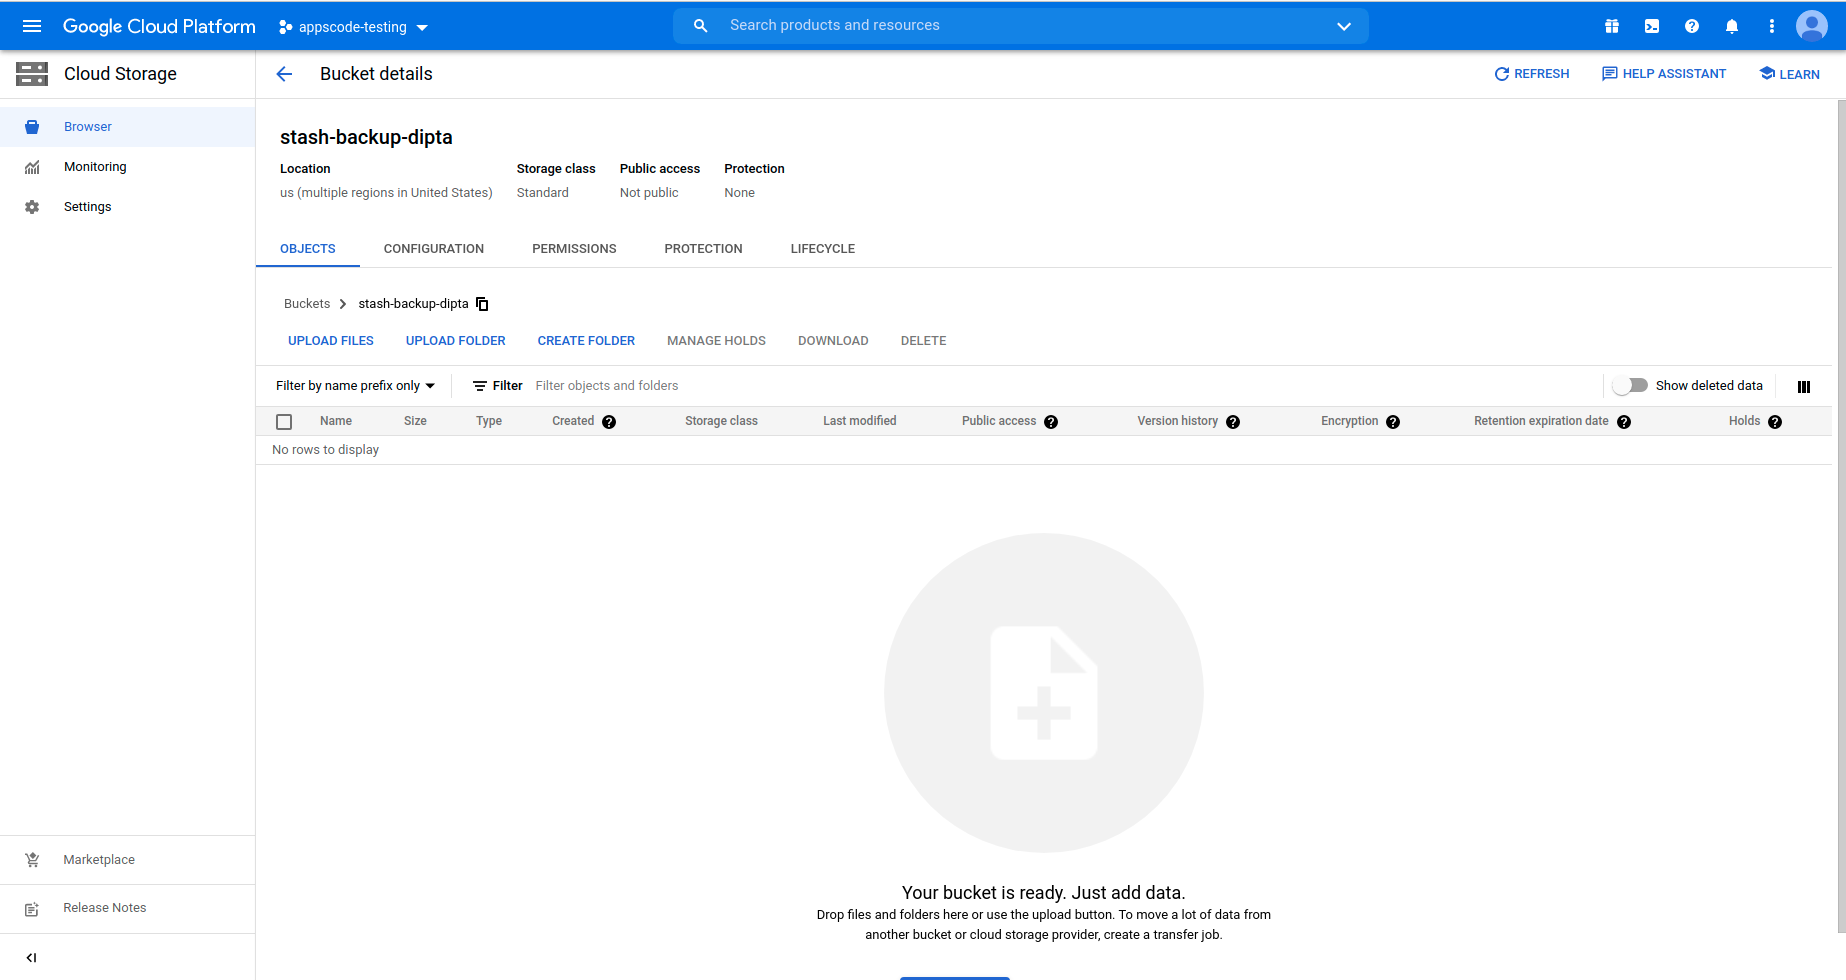 Google Cloud Platform appscode-testing Search products and resources
Cloud Storage
Bucket details REFRESH HELP ASSISTANT LEARN
Browser
Monitoring
Settings
stash-backup-dipta
Location Storage class Public access Protection
us (multiple regions in United States) Standard Not public None
OBJECTS CONFIGURATION PERMISSIONS PROTECTION LIFECYCLE
Buckets stash-backup-dipta
UPLOAD FILES UPLOAD FOLDER CREATE FOLDER MANAGE HOLDS DOWNLOAD DELETE
Filter by name prefix only Filter Filter objects and folders Show deleted data
Name Size Type Created Storage class Last modified Public access Version history Encryption Retention expiration date Holds
No rows to display
Your bucket is ready. Just add data.
Drop files and folders here or use the upload button. To move a lot of data from
another bucket or cloud storage provider, create a transfer job.
Marketplace
Release Notes